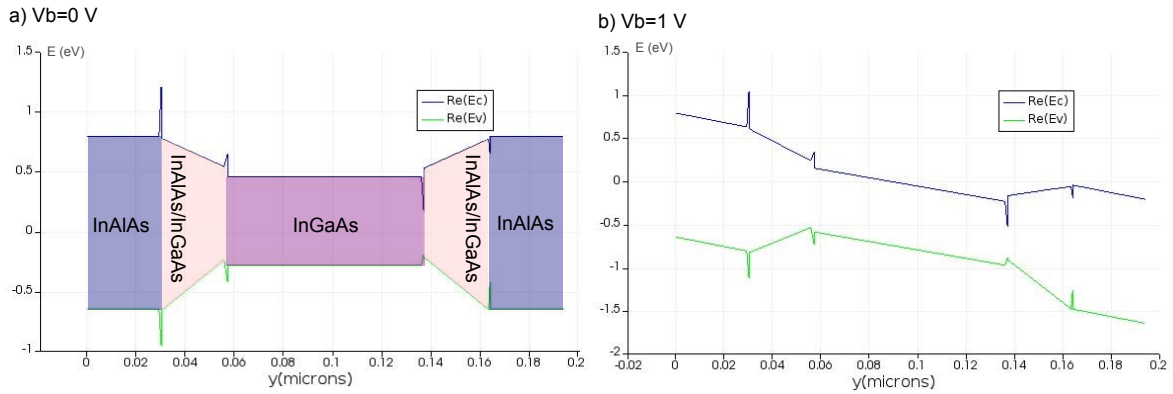 a) Vb=0 V
E (eV)
1.5
1
0.5
0
-0.5
-1
Re(Ec)
Re(Ev)
InAlAs
InAlAs/InGaAs
InGaAs
InAlAs/InGaAs
InAlAs
0
0.02
0.04
0.06
0.08
0.1
0.12
0.14
0.16
0.18
0.2
y(microns)
b) Vb=1 V
E (eV)
1.5
1
0.5
0
-0.5
-1
-1.5
-2
Re(Ec)
Re(Ev)
-0.02
0
0.02
0.04
0.06
0.08
0.1
0.12
0.14
0.16
0.18
0.2
y(microns)